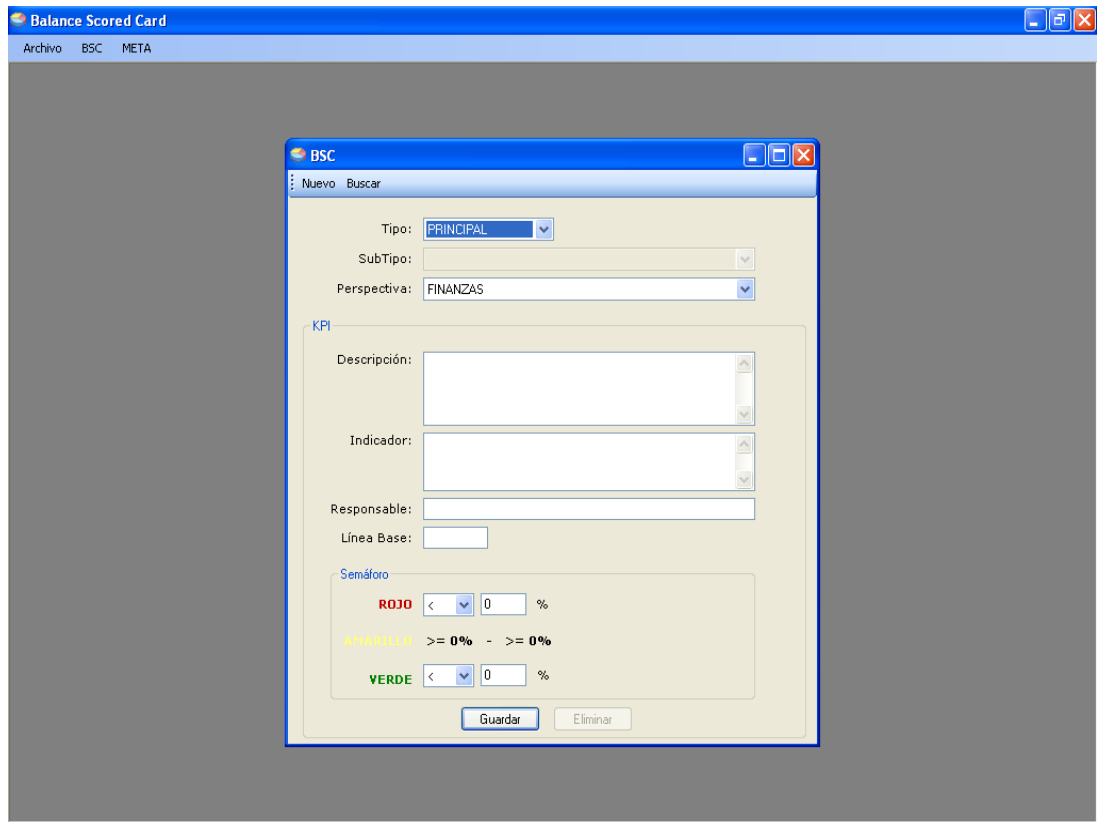 Balance Scored Card
Archivo BSC META
BSC
Nuevo Buscar
Tipo: PRINCIPAL
SubTipo:
Perspectiva: FINANZAS
KPI
Descripción:
Indicador:
Responsable:
Línea Base:
Semáforo
ROJO < 0 %
AMARILLO >= 0% - >= 0%
VERDE < 0 %
Guardar Eliminar